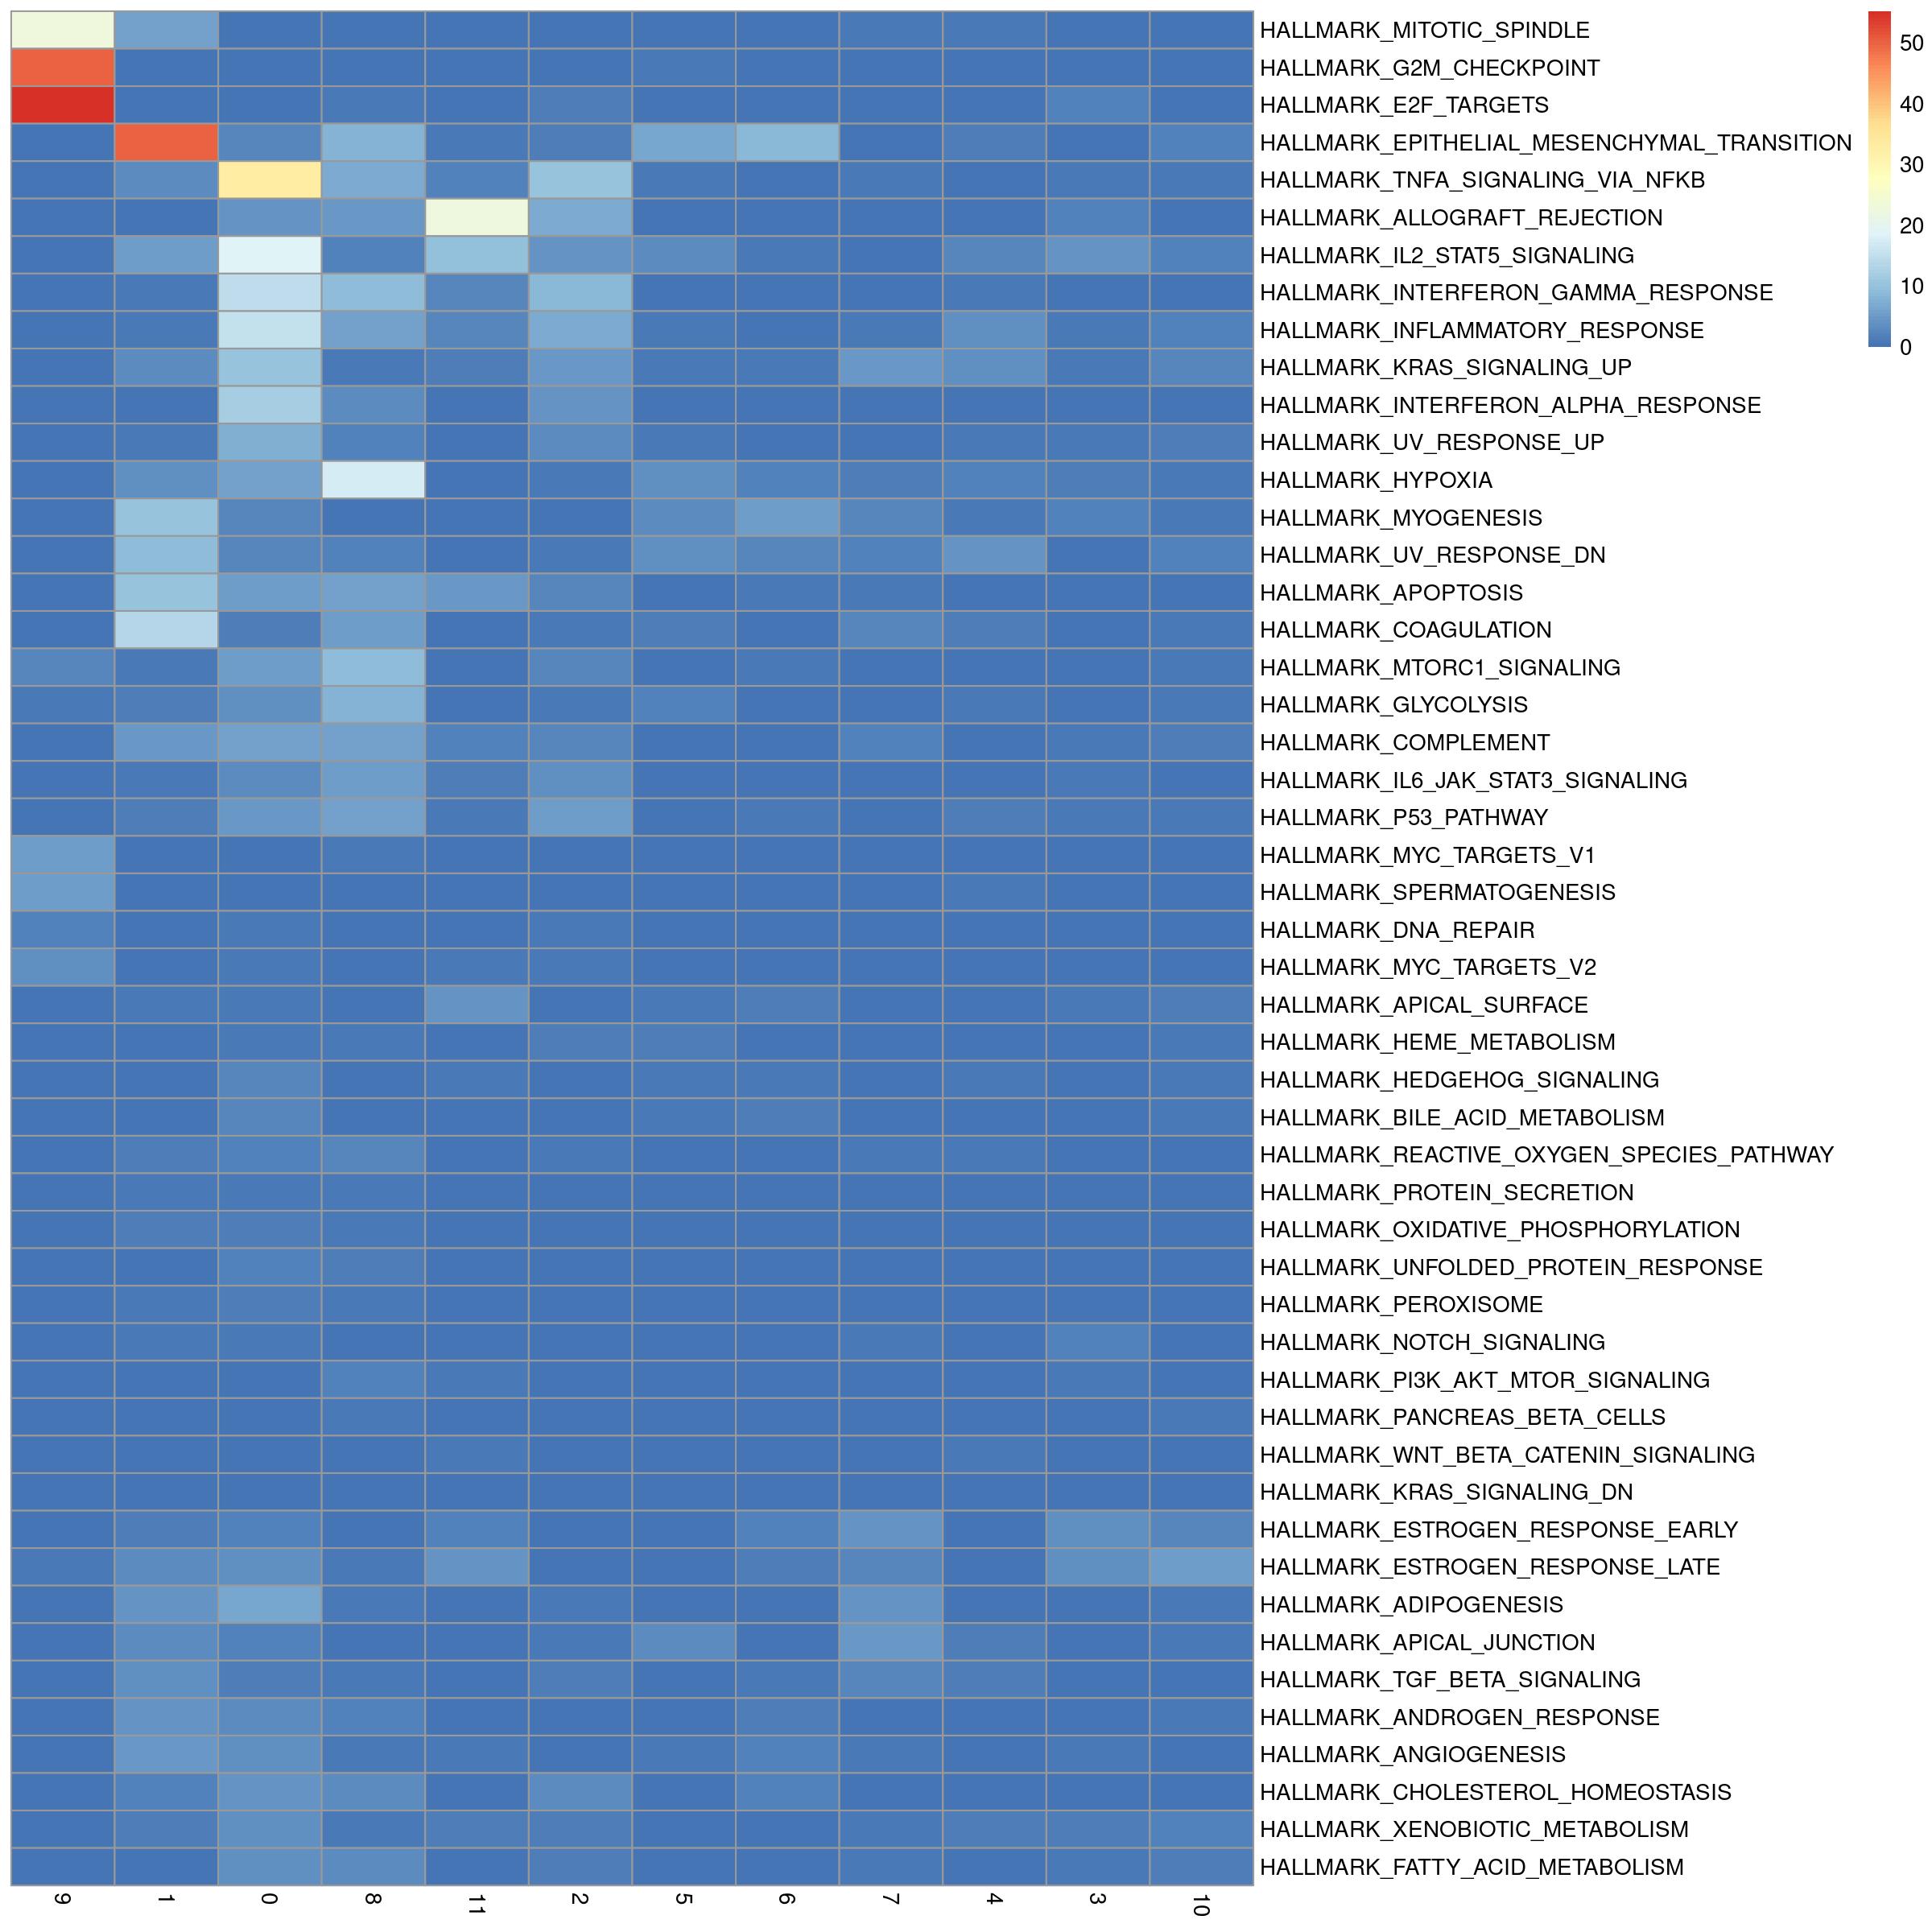 HALLMARK_MITOTIC_SPINDLE
HALLMARK_G2M_CHECKPOINT
HALLMARK_E2F_TARGETS
HALLMARK_EPITHELIAL_MESENCHYMAL_TRANSITION
HALLMARK_TNFA_SIGNALING_VIA_NFKB
HALLMARK_ALLOGRAFT_REJECTION
HALLMARK_IL2_STAT5_SIGNALING
HALLMARK_INTERFERON_GAMMA_RESPONSE
HALLMARK_INFLAMMATORY_RESPONSE
HALLMARK_KRAS_SIGNALING_UP
HALLMARK_INTERFERON_ALPHA_RESPONSE
HALLMARK_UV_RESPONSE_UP
HALLMARK_HYPOXIA
HALLMARK_MYOGENESIS
HALLMARK_UV_RESPONSE_DN
HALLMARK_APOPTOSIS
HALLMARK_COAGULATION
HALLMARK_MTORC1_SIGNALING
HALLMARK_GLYCOLYSIS
HALLMARK_COMPLEMENT
HALLMARK_IL6_JAK_STAT3_SIGNALING
HALLMARK_P53_PATHWAY
HALLMARK_MYC_TARGETS_V1
HALLMARK_SPERMATOGENESIS
HALLMARK_DNA_REPAIR
HALLMARK_MYC_TARGETS_V2
HALLMARK_APICAL_SURFACE
HALLMARK_HEME_METABOLISM
HALLMARK_HEDGEHOG_SIGNALING
HALLMARK_BILE_ACID_METABOLISM
HALLMARK_REACTIVE_OXYGEN_SPECIES_PATHWAY
HALLMARK_PROTEIN_SECRETION
HALLMARK_OXIDATIVE_PHOSPHORYLATION
HALLMARK_UNFOLDED_PROTEIN_RESPONSE
HALLMARK_PEROXISOME
HALLMARK_NOTCH_SIGNALING
HALLMARK_PI3K_AKT_MTOR_SIGNALING
HALLMARK_PANCREAS_BETA_CELLS
HALLMARK_WNT_BETA_CATENIN_SIGNALING
HALLMARK_KRAS_SIGNALING_DN
HALLMARK_ESTROGEN_RESPONSE_EARLY
HALLMARK_ESTROGEN_RESPONSE_LATE
HALLMARK_ADIPOGENESIS
HALLMARK_APICAL_JUNCTION
HALLMARK_TGF_BETA_SIGNALING
HALLMARK_ANDROGEN_RESPONSE
HALLMARK_ANGIOGENESIS
HALLMARK_CHOLESTEROL_HOMEOSTASIS
HALLMARK_XENOBIOTIC_METABOLISM
HALLMARK_FATTY_ACID_METABOLISM
9 1 0 8 11 2 5 6 7 4 3 10
50
40
30
20
10
0